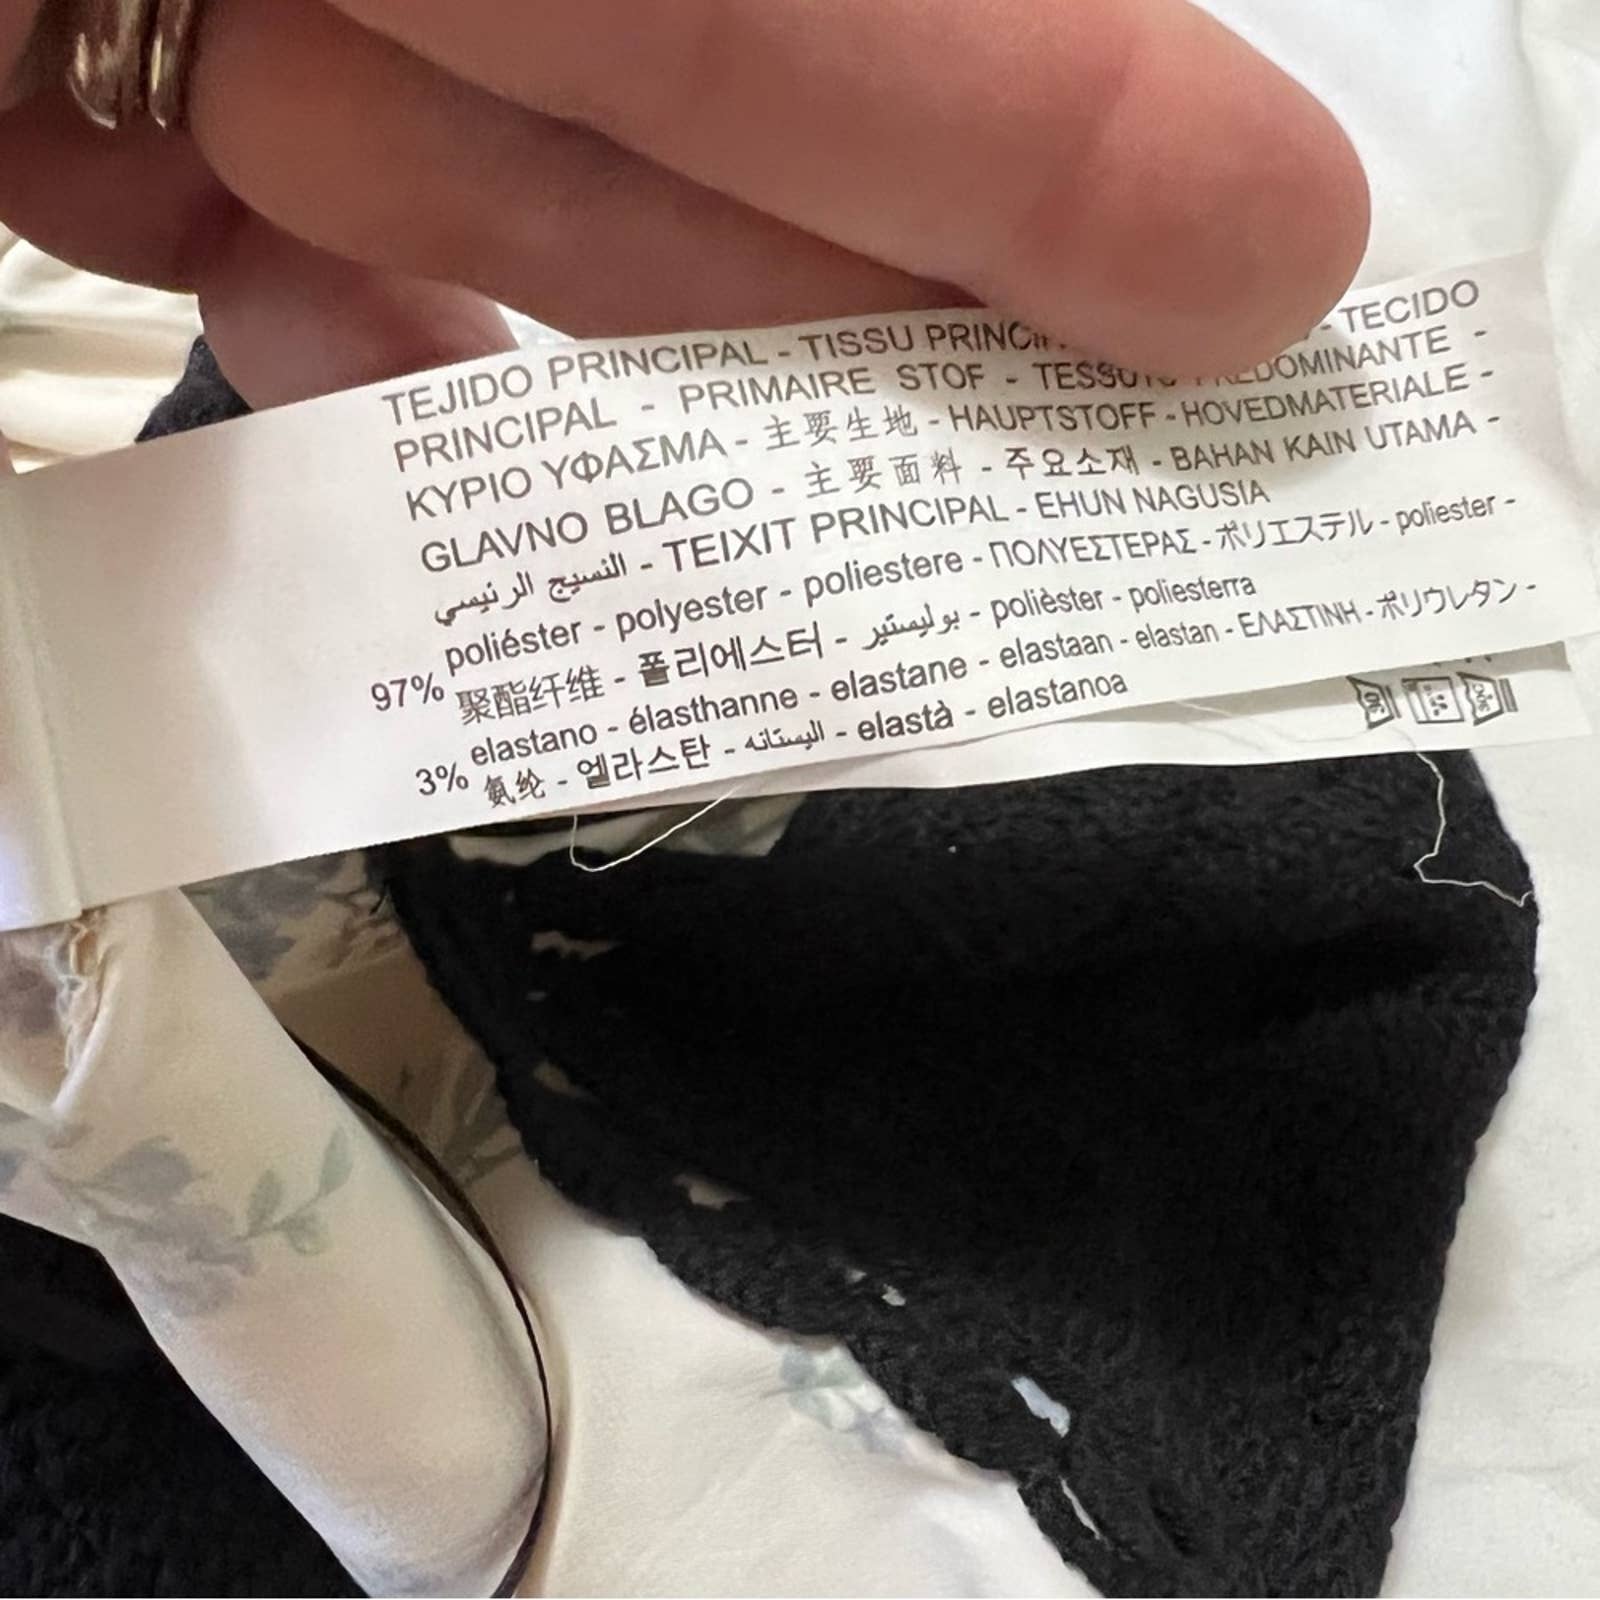 TEJIDO PRINCIPAL - TISSU PRINCIP - TECIDO
PRINCIPAL - PRIMAIRE STOF - TESSUTO PREDOMINANTE -
ΚΥΡΙΟ ΥΦΑΣΜΑ - 主要生地 - HAUPTSTOFF - HOVEDMATERIALE -
GLAVNO BLAGO - 主要面料 - 주요소재 - BAHAN KAIN UTAMA -
النسيج الرئيسي - TEIXIT PRINCIPAL - EHUN NAGUSIA
97% poliéster - polyester - poliestere - ΠΟΛΥΕΣΤΕΡΑΣ - ポリエステル - poliester -
聚酯纤维 - 폴리에스터 - بوليستير - polièster - poliesterra
3% elastano - élasthanne - elastane - elastaan - elastan - ΕΛΑΣΤΙΝΗ - ポリウレタン -
氨纶 - 엘라스탄 - اليستانه - elastà - elastanoa